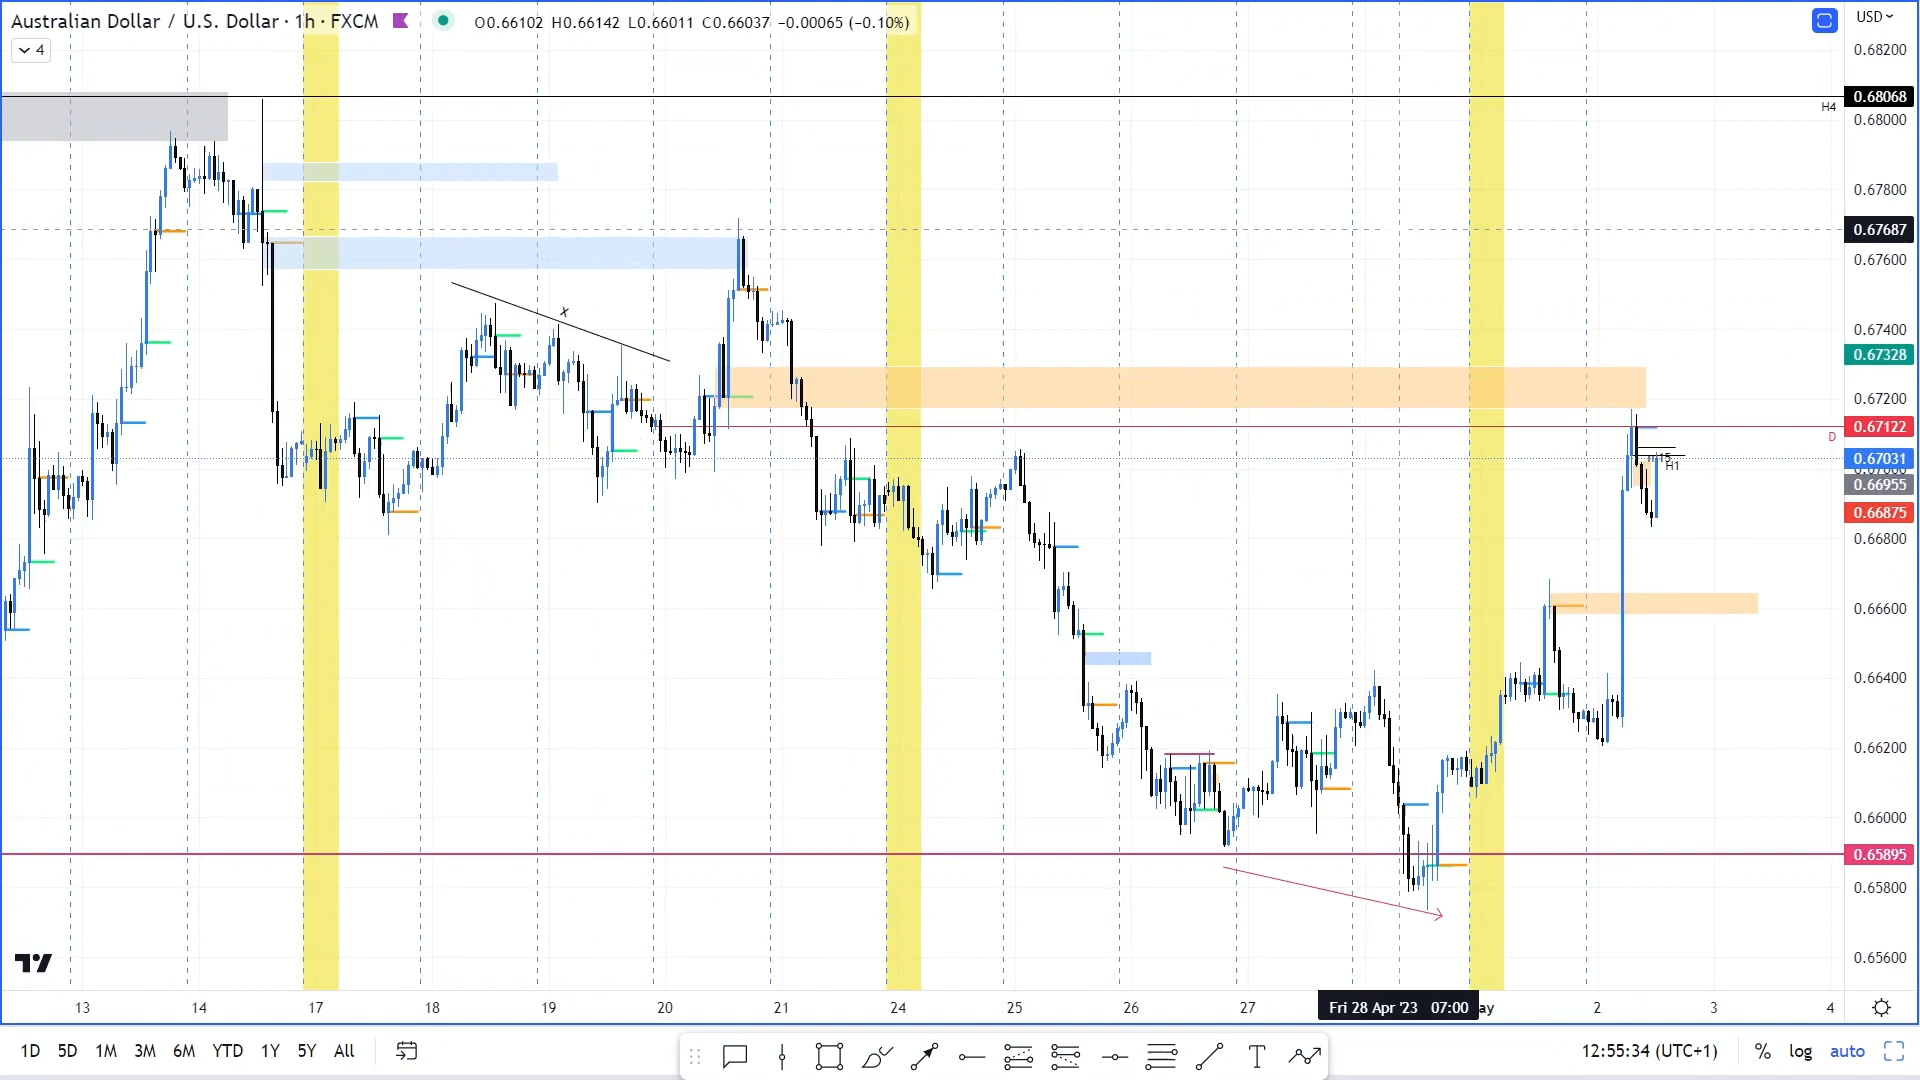 Australian Dollar / U.S. Dollar · 1h · FXCM O0.66102 H0.66142 L0.66011 C0.66037 −0.00065 (−0.10%)
4
USD
0.68200
0.68068
H4
0.68000
0.67800
0.67687
0.67600
x
0.67400
0.67328
0.67200
0.67122
D
0.67031
m15
H1
0.66955
0.66875
0.66800
0.66600
0.66400
0.66200
0.66000
0.65895
0.65800
0.65600
13 14 17 18 19 20 21 24 25 26 27 Fri 28 Apr '23 07:00 ay 2 3 4
1D 5D 1M 3M 6M YTD 1Y 5Y All
12:55:34 (UTC+1) % log auto